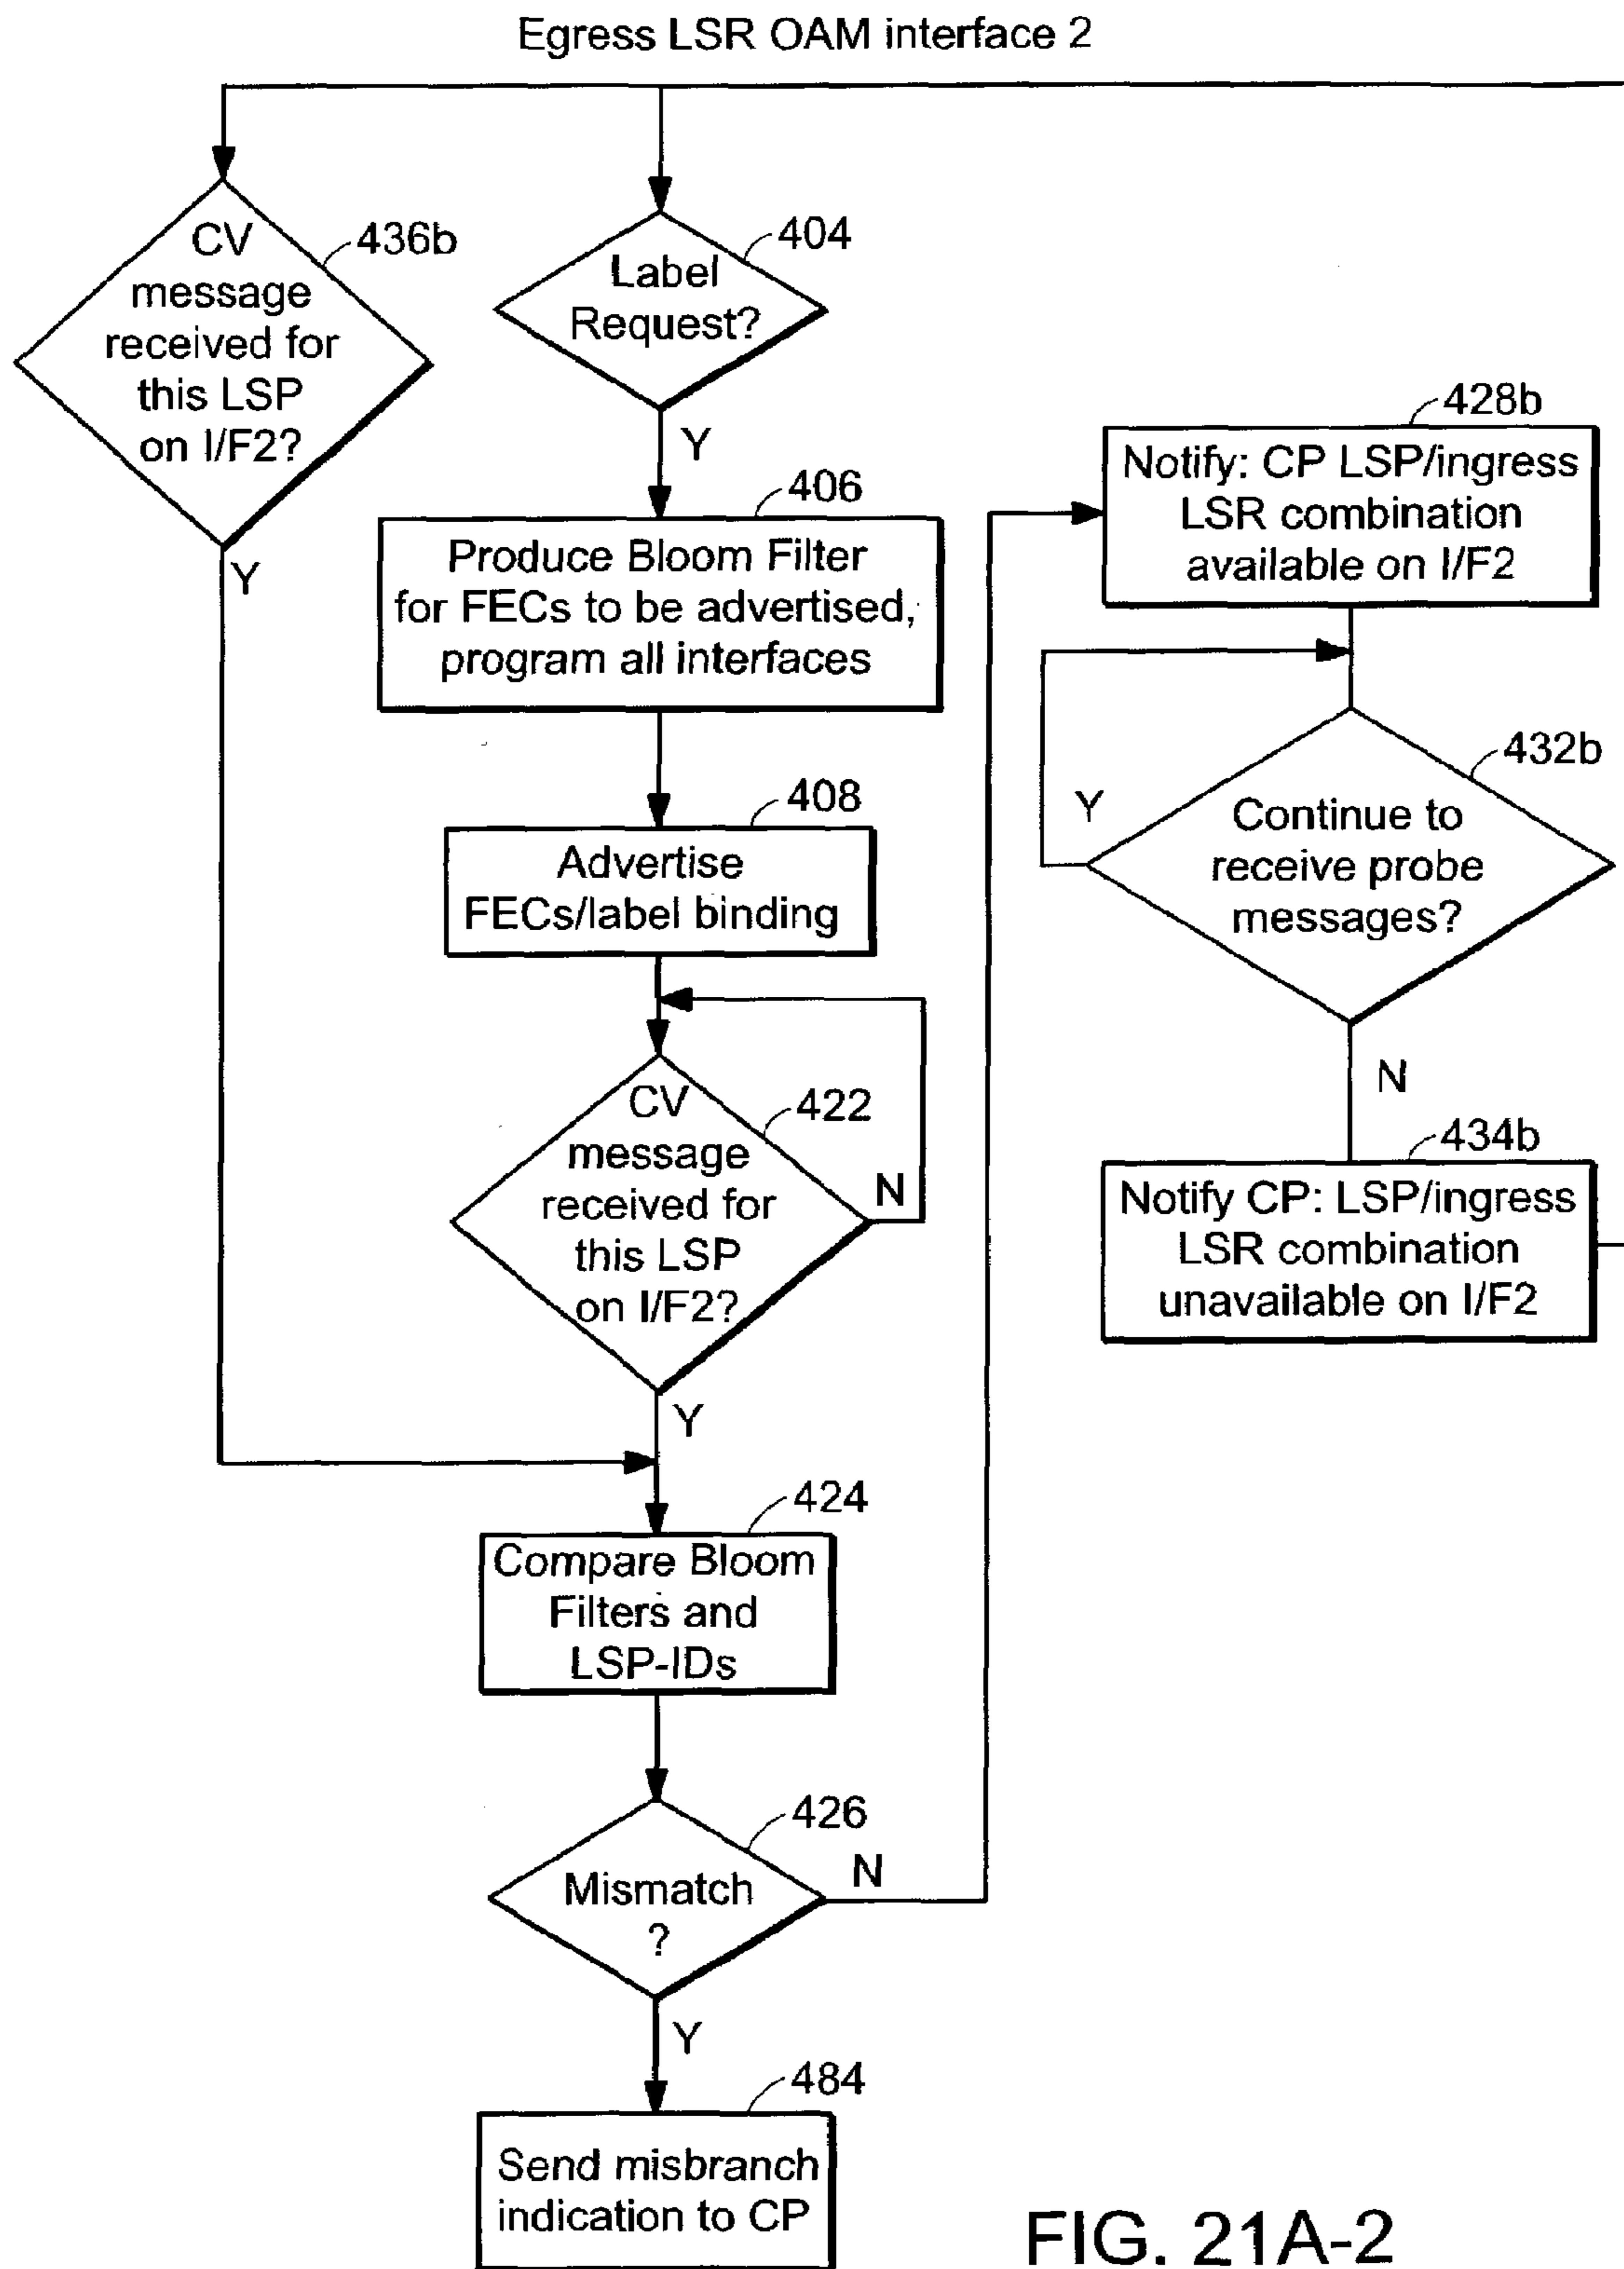 Egress LSR OAM interface 2
CV
message
received for
this LSP
on I/F2?
436b
Y
Label
Request?
404
Y
406
Produce Bloom Filter
for FECs to be advertised,
program all interfaces
408
Advertise
FECs/label binding
CV
message
received for
this LSP
on I/F2?
422
N
Y
424
Compare Bloom
Filters and
LSP-IDs
426
Mismatch
?
N
Y
484
Send misbranch
indication to CP
428b
Notify: CP LSP/ingress
LSR combination
available on I/F2
432b
Y
Continue to
receive probe
messages?
N
434b
Notify CP: LSP/ingress
LSR combination
unavailable on I/F2
FIG. 21A-2